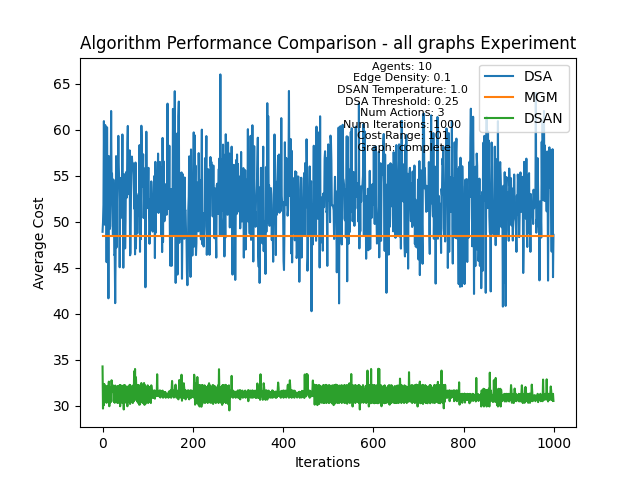 Algorithm Performance Comparison - all graphs Experiment
Agents: 10
Edge Density: 0.1
DSAN Temperature: 1.0
DSA Threshold: 0.25
Num Actions: 3
Num Iterations: 1000
Cost Range: 101
Graph: complete
DSA
MGM
DSAN
Average Cost
65
60
55
50
45
40
35
30
0
200
400
600
800
1000
Iterations